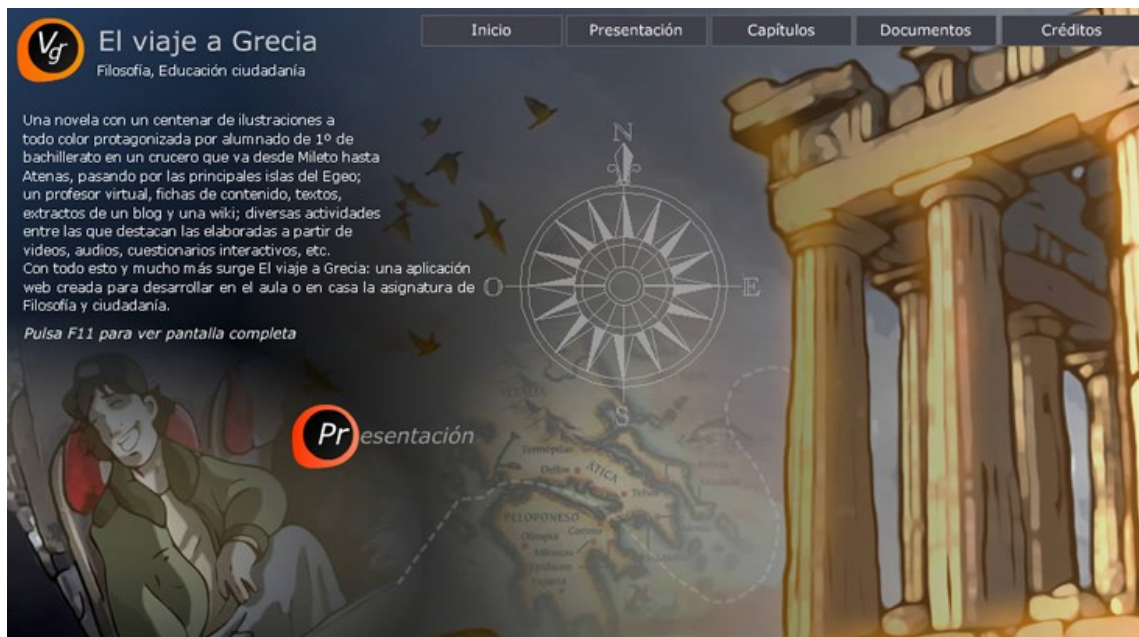 Vg
El viaje a Grecia
Filosofía, Educación ciudadanía
Inicio
Presentación
Capítulos
Documentos
Créditos
Una novela con un centenar de ilustraciones a
todo color protagonizada por alumnado de 1º de
bachillerato en un crucero que va desde Mileto hasta
Atenas, pasando por las principales islas del Egeo;
un profesor virtual, fichas de contenido, textos,
extractos de un blog y una wiki; diversas actividades
entre las que destacan las elaboradas a partir de
videos, audios, cuestionarios interactivos, etc.
Con todo esto y mucho más surge El viaje a Grecia: una aplicación
web creada para desarrollar en el aula o en casa la asignatura de
Filosofía y ciudadanía.
Pulsa F11 para ver pantalla completa
N
O
E
S
Presentación
Delfos
ÁTICA
PELOPONESO
Olimpia
Corinto
Micenas